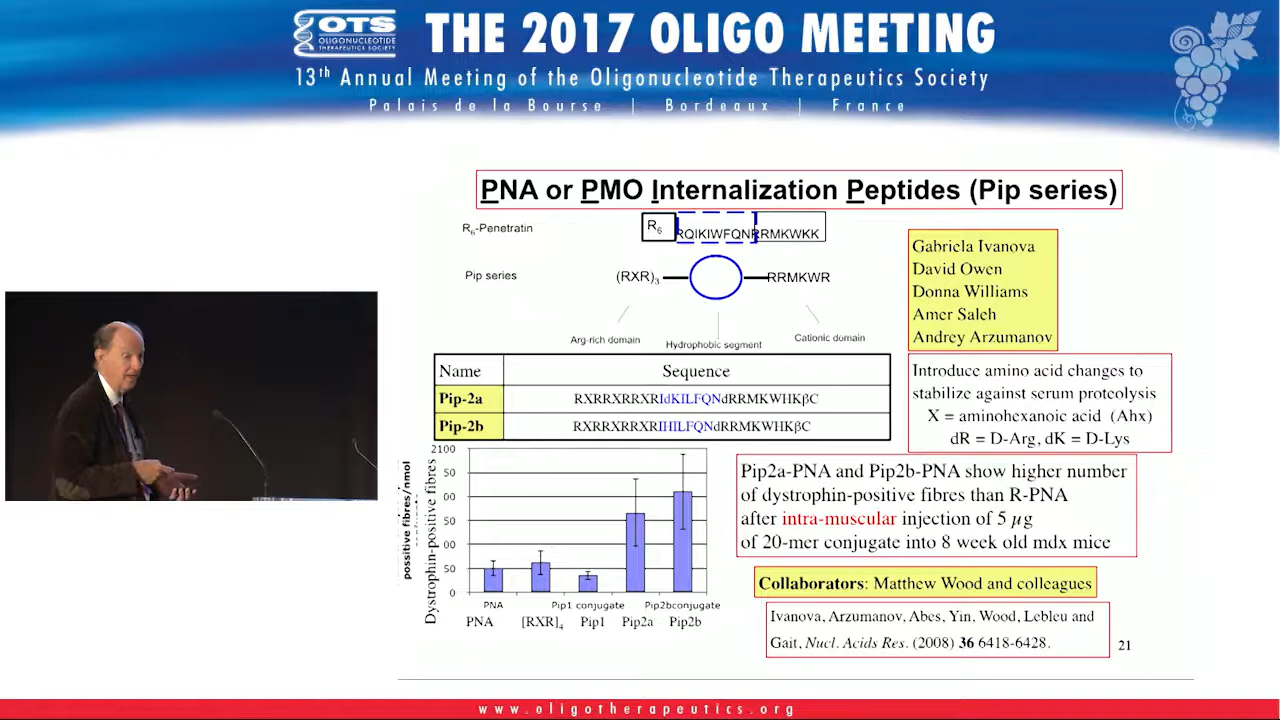 OTS
OLIGONUCLEOTIDE
THERAPEUTICS SOCIETY
THE 2017 OLIGO MEETING
13th Annual Meeting of the Oligonucleotide Therapeutics Society
Palais de la Bourse | Bordeaux | France
PNA or PMO Internalization Peptides (Pip series)
R6-Penetratin
R6
RQIKIWFQNRRMKWKK
Pip series
(RXR)3
RRMKWR
Arg-rich domain
Hydrophobic segment
Cationic domain
Name Sequence
Pip-2a RXRRXRRXRIdKILFQNdRRMKWHKβC
Pip-2b RXRRXRRXRIHILFQNdRRMKWHKβC
Gabriela Ivanova
David Owen
Donna Williams
Amer Saleh
Andrey Arzumanov
Introduce amino acid changes to
stabilize against serum proteolysis
X = aminohexanoic acid (Ahx)
dR = D-Arg, dK = D-Lys
possitive fibres/nmol
Dystrophin-positive fibres
2100
50
00
50
00
50
0
PNA Pip1 conjugate Pip2bconjugate
PNA [RXR]4 Pip1 Pip2a Pip2b
Pip2a-PNA and Pip2b-PNA show higher number
of dystrophin-positive fibres than R-PNA
after intra-muscular injection of 5 µg
of 20-mer conjugate into 8 week old mdx mice
Collaborators: Matthew Wood and colleagues
Ivanova, Arzumanov, Abes, Yin, Wood, Lebleu and
Gait, Nucl. Acids Res. (2008) 36 6418-6428.
21
www.oligotherapeutics.org